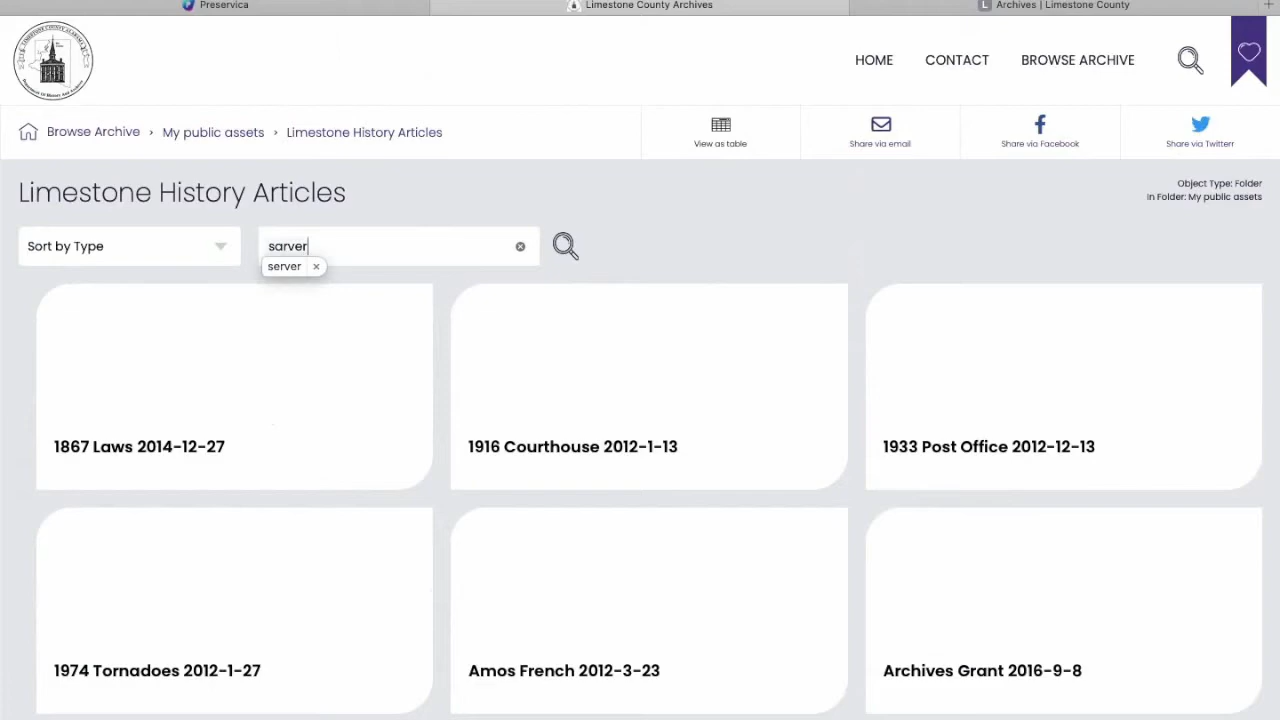 Preservica
Limestone County Archives
Archives | Limestone County
HOME
CONTACT
BROWSE ARCHIVE
Browse Archive › My public assets › Limestone History Articles
View as table
Share via email
Share via Facebook
Share via Twitterr
Limestone History Articles
Object Type: Folder
In Folder: My public assets
Sort by Type
sarver
server ×
1867 Laws 2014-12-27
1916 Courthouse 2012-1-13
1933 Post Office 2012-12-13
1974 Tornadoes 2012-1-27
Amos French 2012-3-23
Archives Grant 2016-9-8